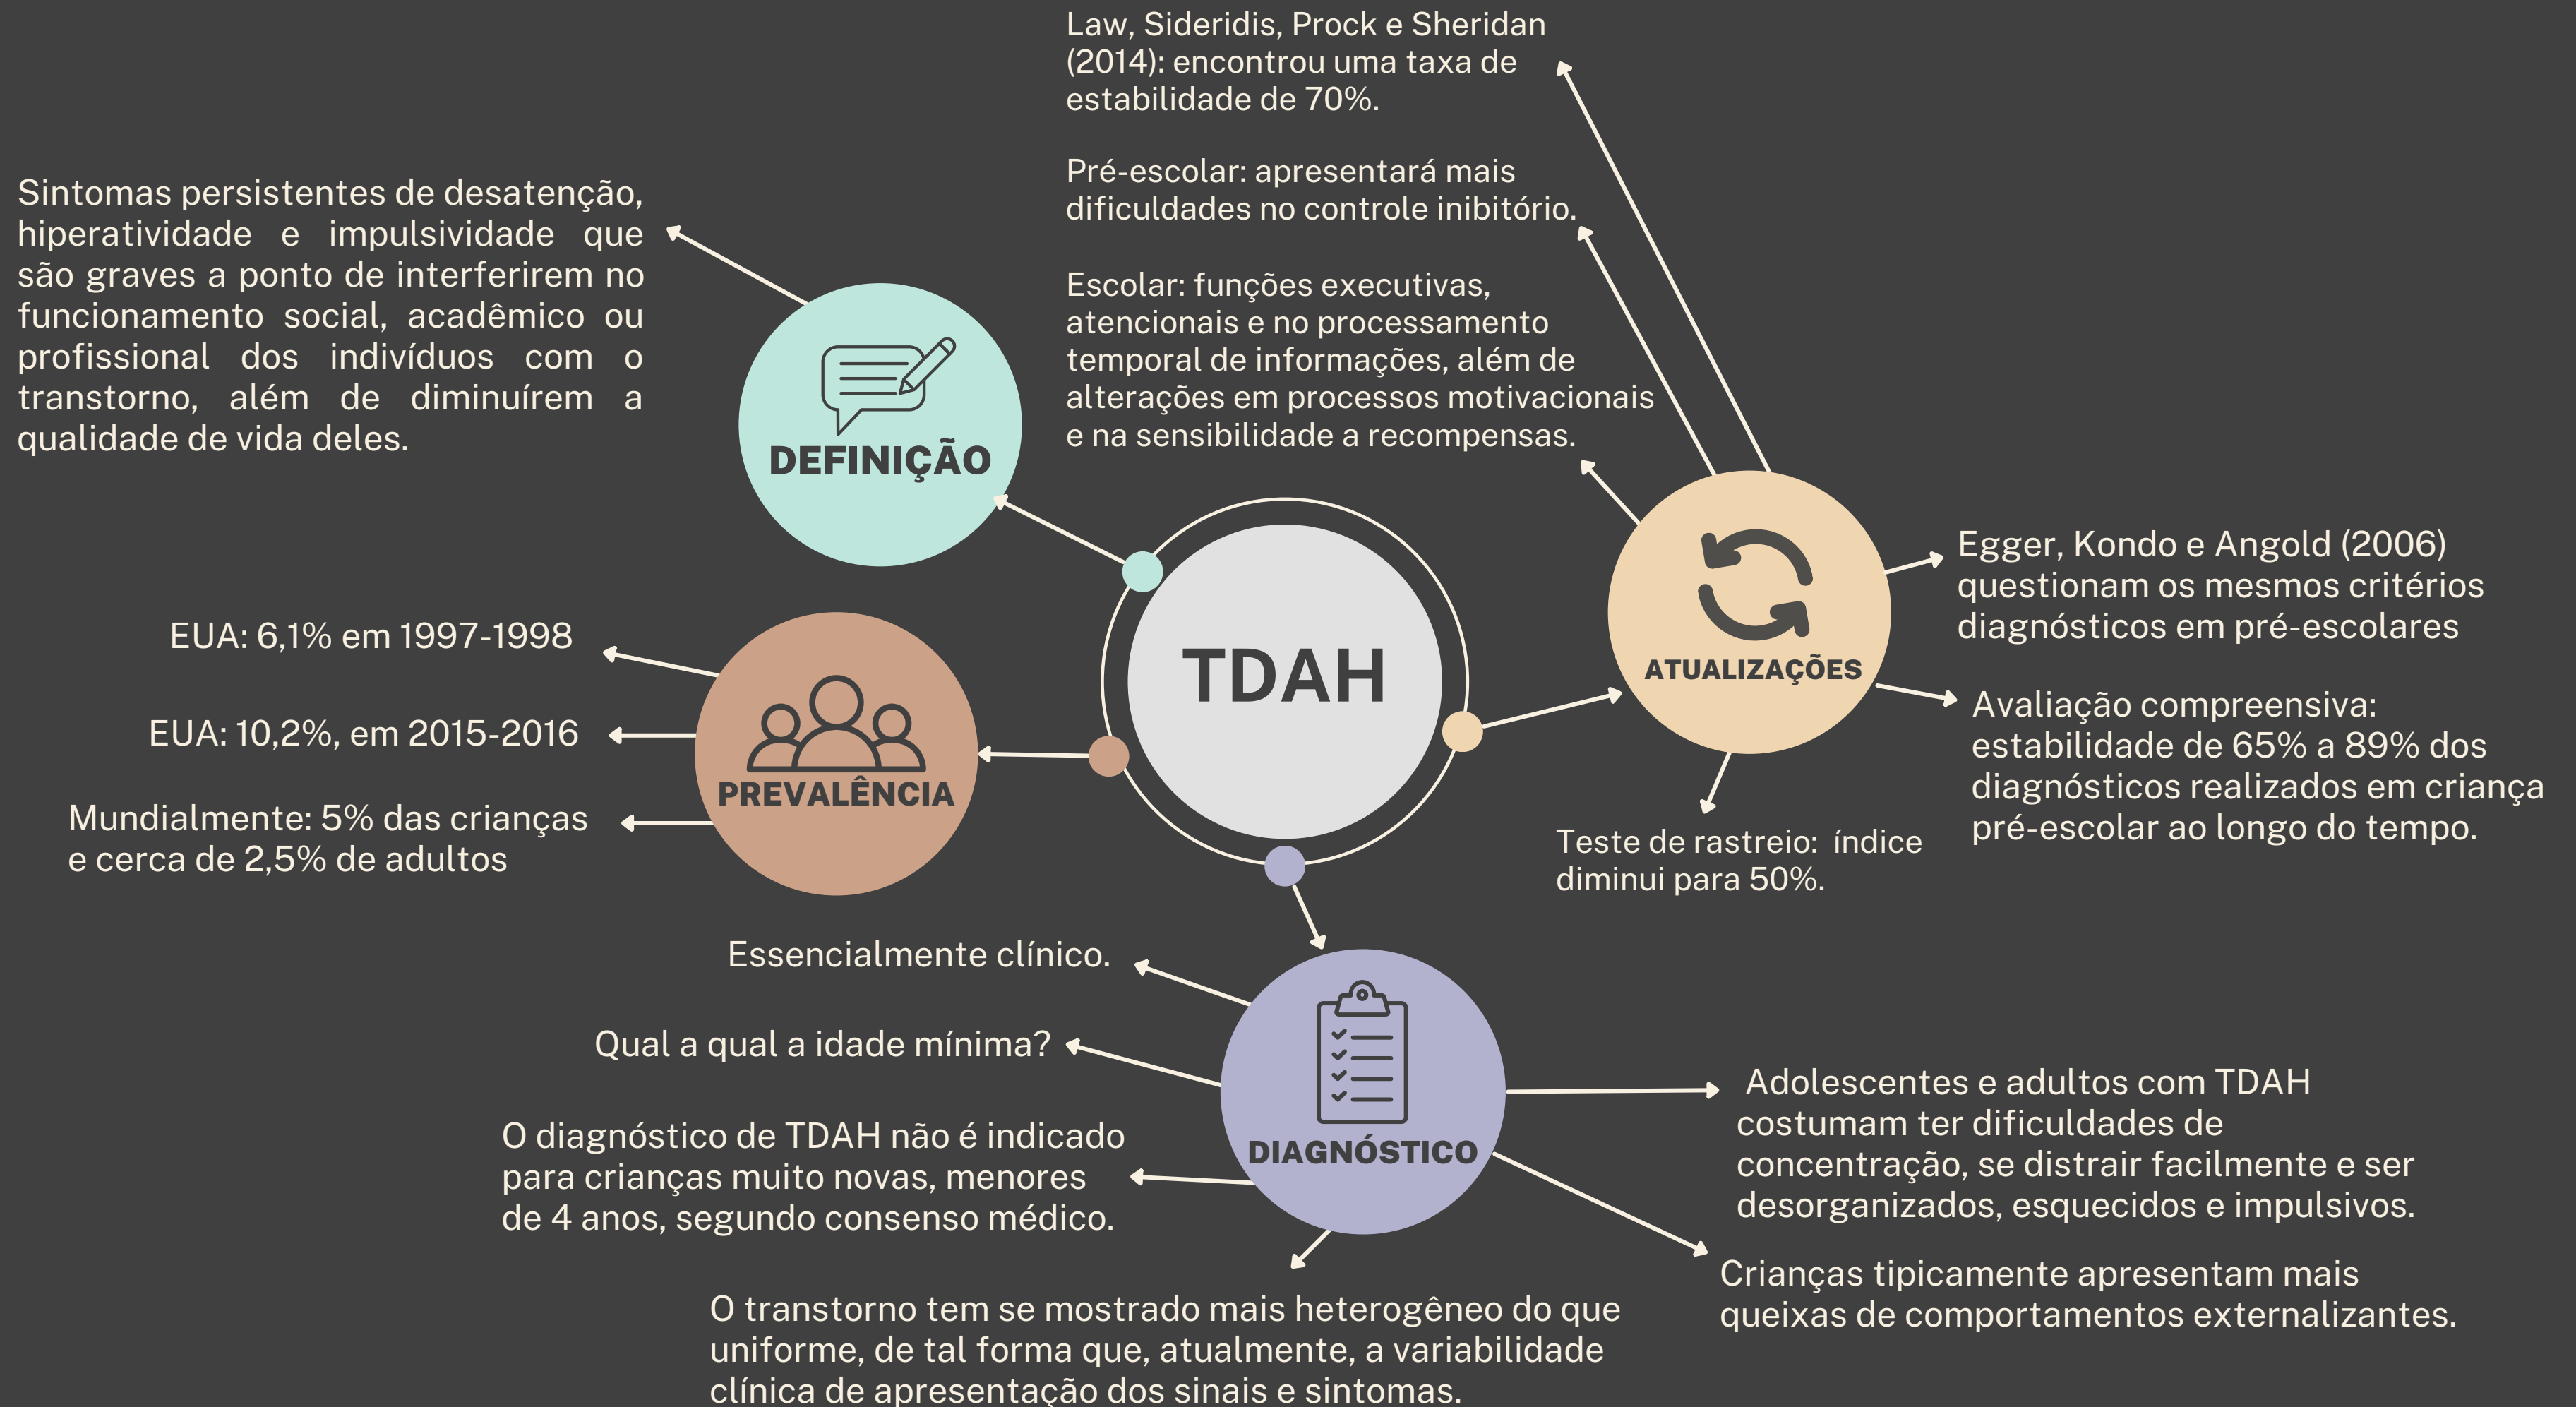 Law, Sideridis, Prock e Sheridan
(2014): encontrou uma taxa de
estabilidade de 70%.
Pré-escolar: apresentará mais
dificuldades no controle inibitório.
Escolar: funções executivas,
atencionais e no processamento
temporal de informações, além de
alterações em processos motivacionais
e na sensibilidade a recompensas.
Sintomas persistentes de desatenção,
hiperatividade e impulsividade que
são graves a ponto de interferirem no
funcionamento social, acadêmico ou
profissional dos indivíduos com o
transtorno, além de diminuírem a
qualidade de vida deles.
DEFINIÇÃO
TDAH
ATUALIZAÇÕES
Egger, Kondo e Angold (2006)
questionam os mesmos critérios
diagnósticos em pré-escolares
Avaliação compreensiva:
estabilidade de 65% a 89% dos
diagnósticos realizados em criança
pré-escolar ao longo do tempo.
Teste de rastreio: índice
diminui para 50%.
EUA: 6,1% em 1997-1998
EUA: 10,2%, em 2015-2016
Mundialmente: 5% das crianças
e cerca de 2,5% de adultos
PREVALÊNCIA
Essencialmente clínico.
Qual a qual a idade mínima?
O diagnóstico de TDAH não é indicado
para crianças muito novas, menores
de 4 anos, segundo consenso médico.
DIAGNÓSTICO
Adolescentes e adultos com TDAH
costumam ter dificuldades de
concentração, se distrair facilmente e ser
desorganizados, esquecidos e impulsivos.
Crianças tipicamente apresentam mais
queixas de comportamentos externalizantes.
O transtorno tem se mostrado mais heterogêneo do que
uniforme, de tal forma que, atualmente, a variabilidade
clínica de apresentação dos sinais e sintomas.